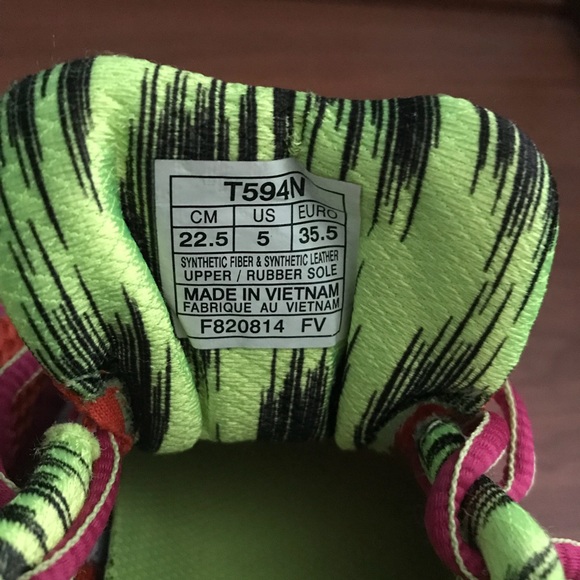 T594N
CM US EURO
22.5 5 35.5
SYNTHETIC FIBER & SYNTHETIC LEATHER
UPPER / RUBBER SOLE
MADE IN VIETNAM
FABRIQUE AU VIETNAM
F820814 FV